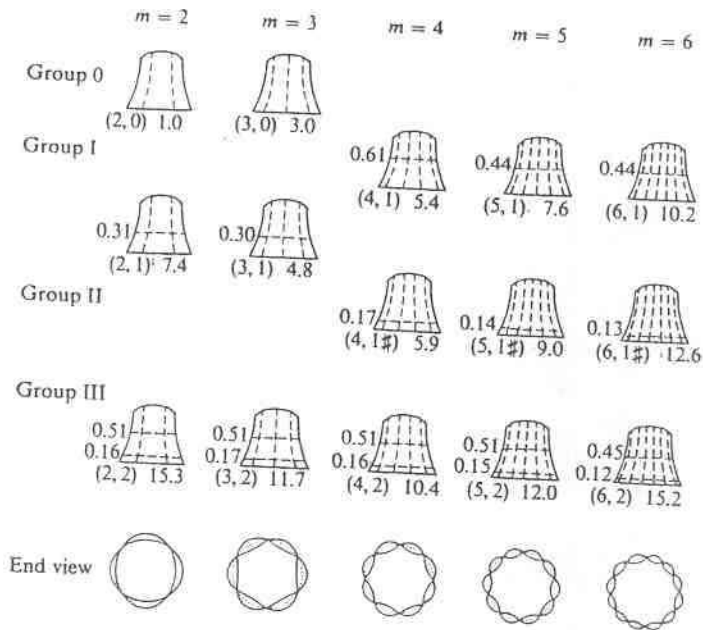 m = 2 m = 3 m = 4 m = 5 m = 6
Group 0
(2, 0) 1.0 (3, 0) 3.0
Group I
0.61 0.44 0.44
(4, 1) 5.4 (5, 1) 7.6 (6, 1) 10.2
0.31 0.30
(2, 1) 7.4 (3, 1) 4.8
Group II
0.17 0.14 0.13
(4, 1♯) 5.9 (5, 1♯) 9.0 (6, 1♯) 12.6
Group III
0.51 0.51 0.51 0.51 0.45
0.16 0.17 0.16 0.15 0.12
(2, 2) 15.3 (3, 2) 11.7 (4, 2) 10.4 (5, 2) 12.0 (6, 2) 15.2
End view